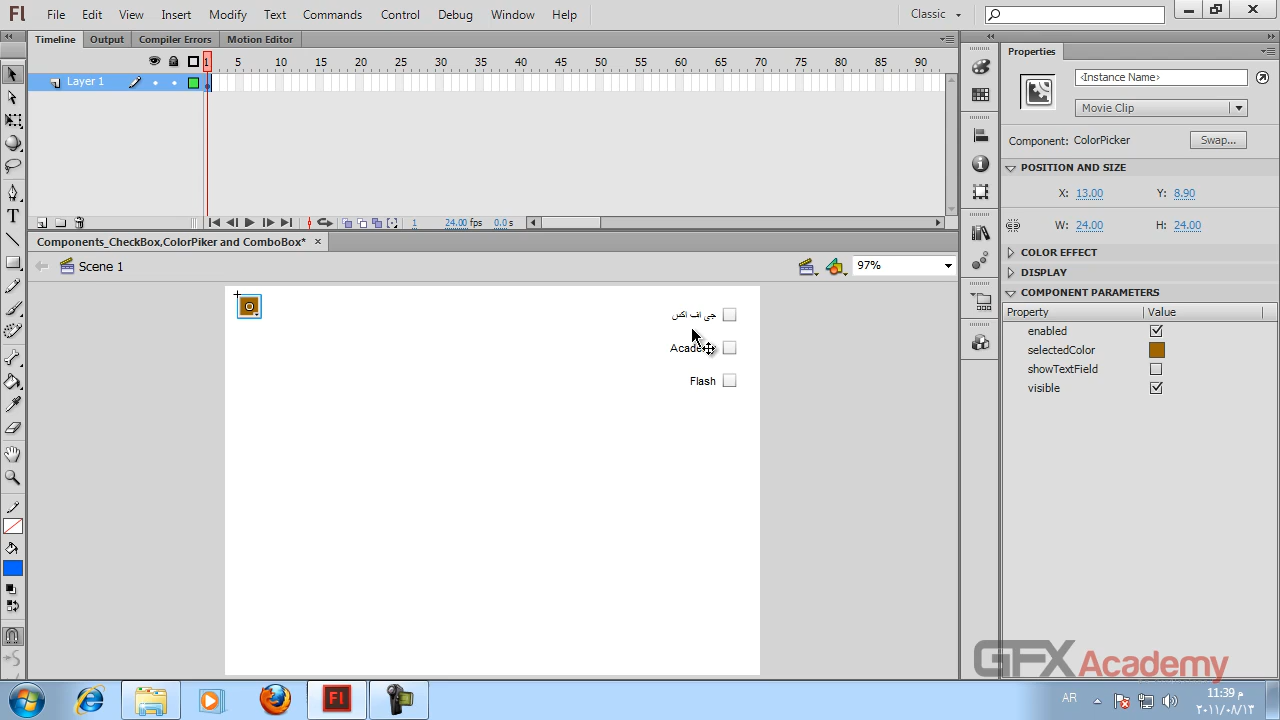 Fl File Edit View Insert Modify Text Commands Control Debug Window Help Classic
Timeline Output Compiler Errors Motion Editor
1 5 10 15 20 25 30 35 40 45 50 55 60 65 70 75 80 85 90
Layer 1
1 24.00 fps 0.0 s
Components_CheckBox,ColorPiker and ComboBox*
Scene 1 97%
جى اف اكس
Flash
Properties
<Instance Name>
Movie Clip
Component: ColorPicker Swap...
POSITION AND SIZE
X: 13.00 Y: 8.90
W: 24.00 H: 24.00
COLOR EFFECT
DISPLAY
COMPONENT PARAMETERS
Property Value
enabled
selectedColor
showTextField
visible
GFXAcademy
Fl AR
11:39 م
٢٠١١/٠٨/١٣